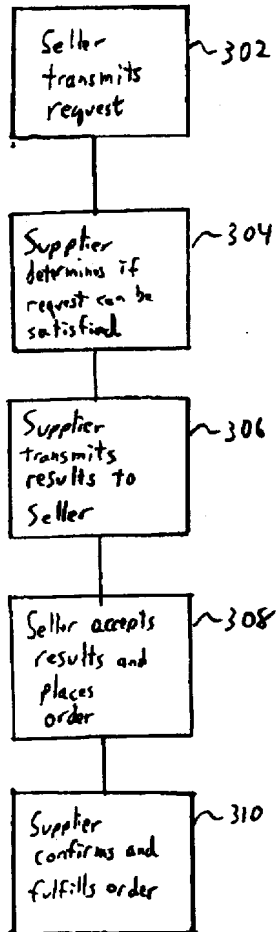 Seller
transmits
request
302
Supplier
determines if
request can be
satisfied
304
Supplier
transmits
results to
Seller
306
Seller accepts
results and
places
order
308
Supplier
confirms and
fulfills order
310